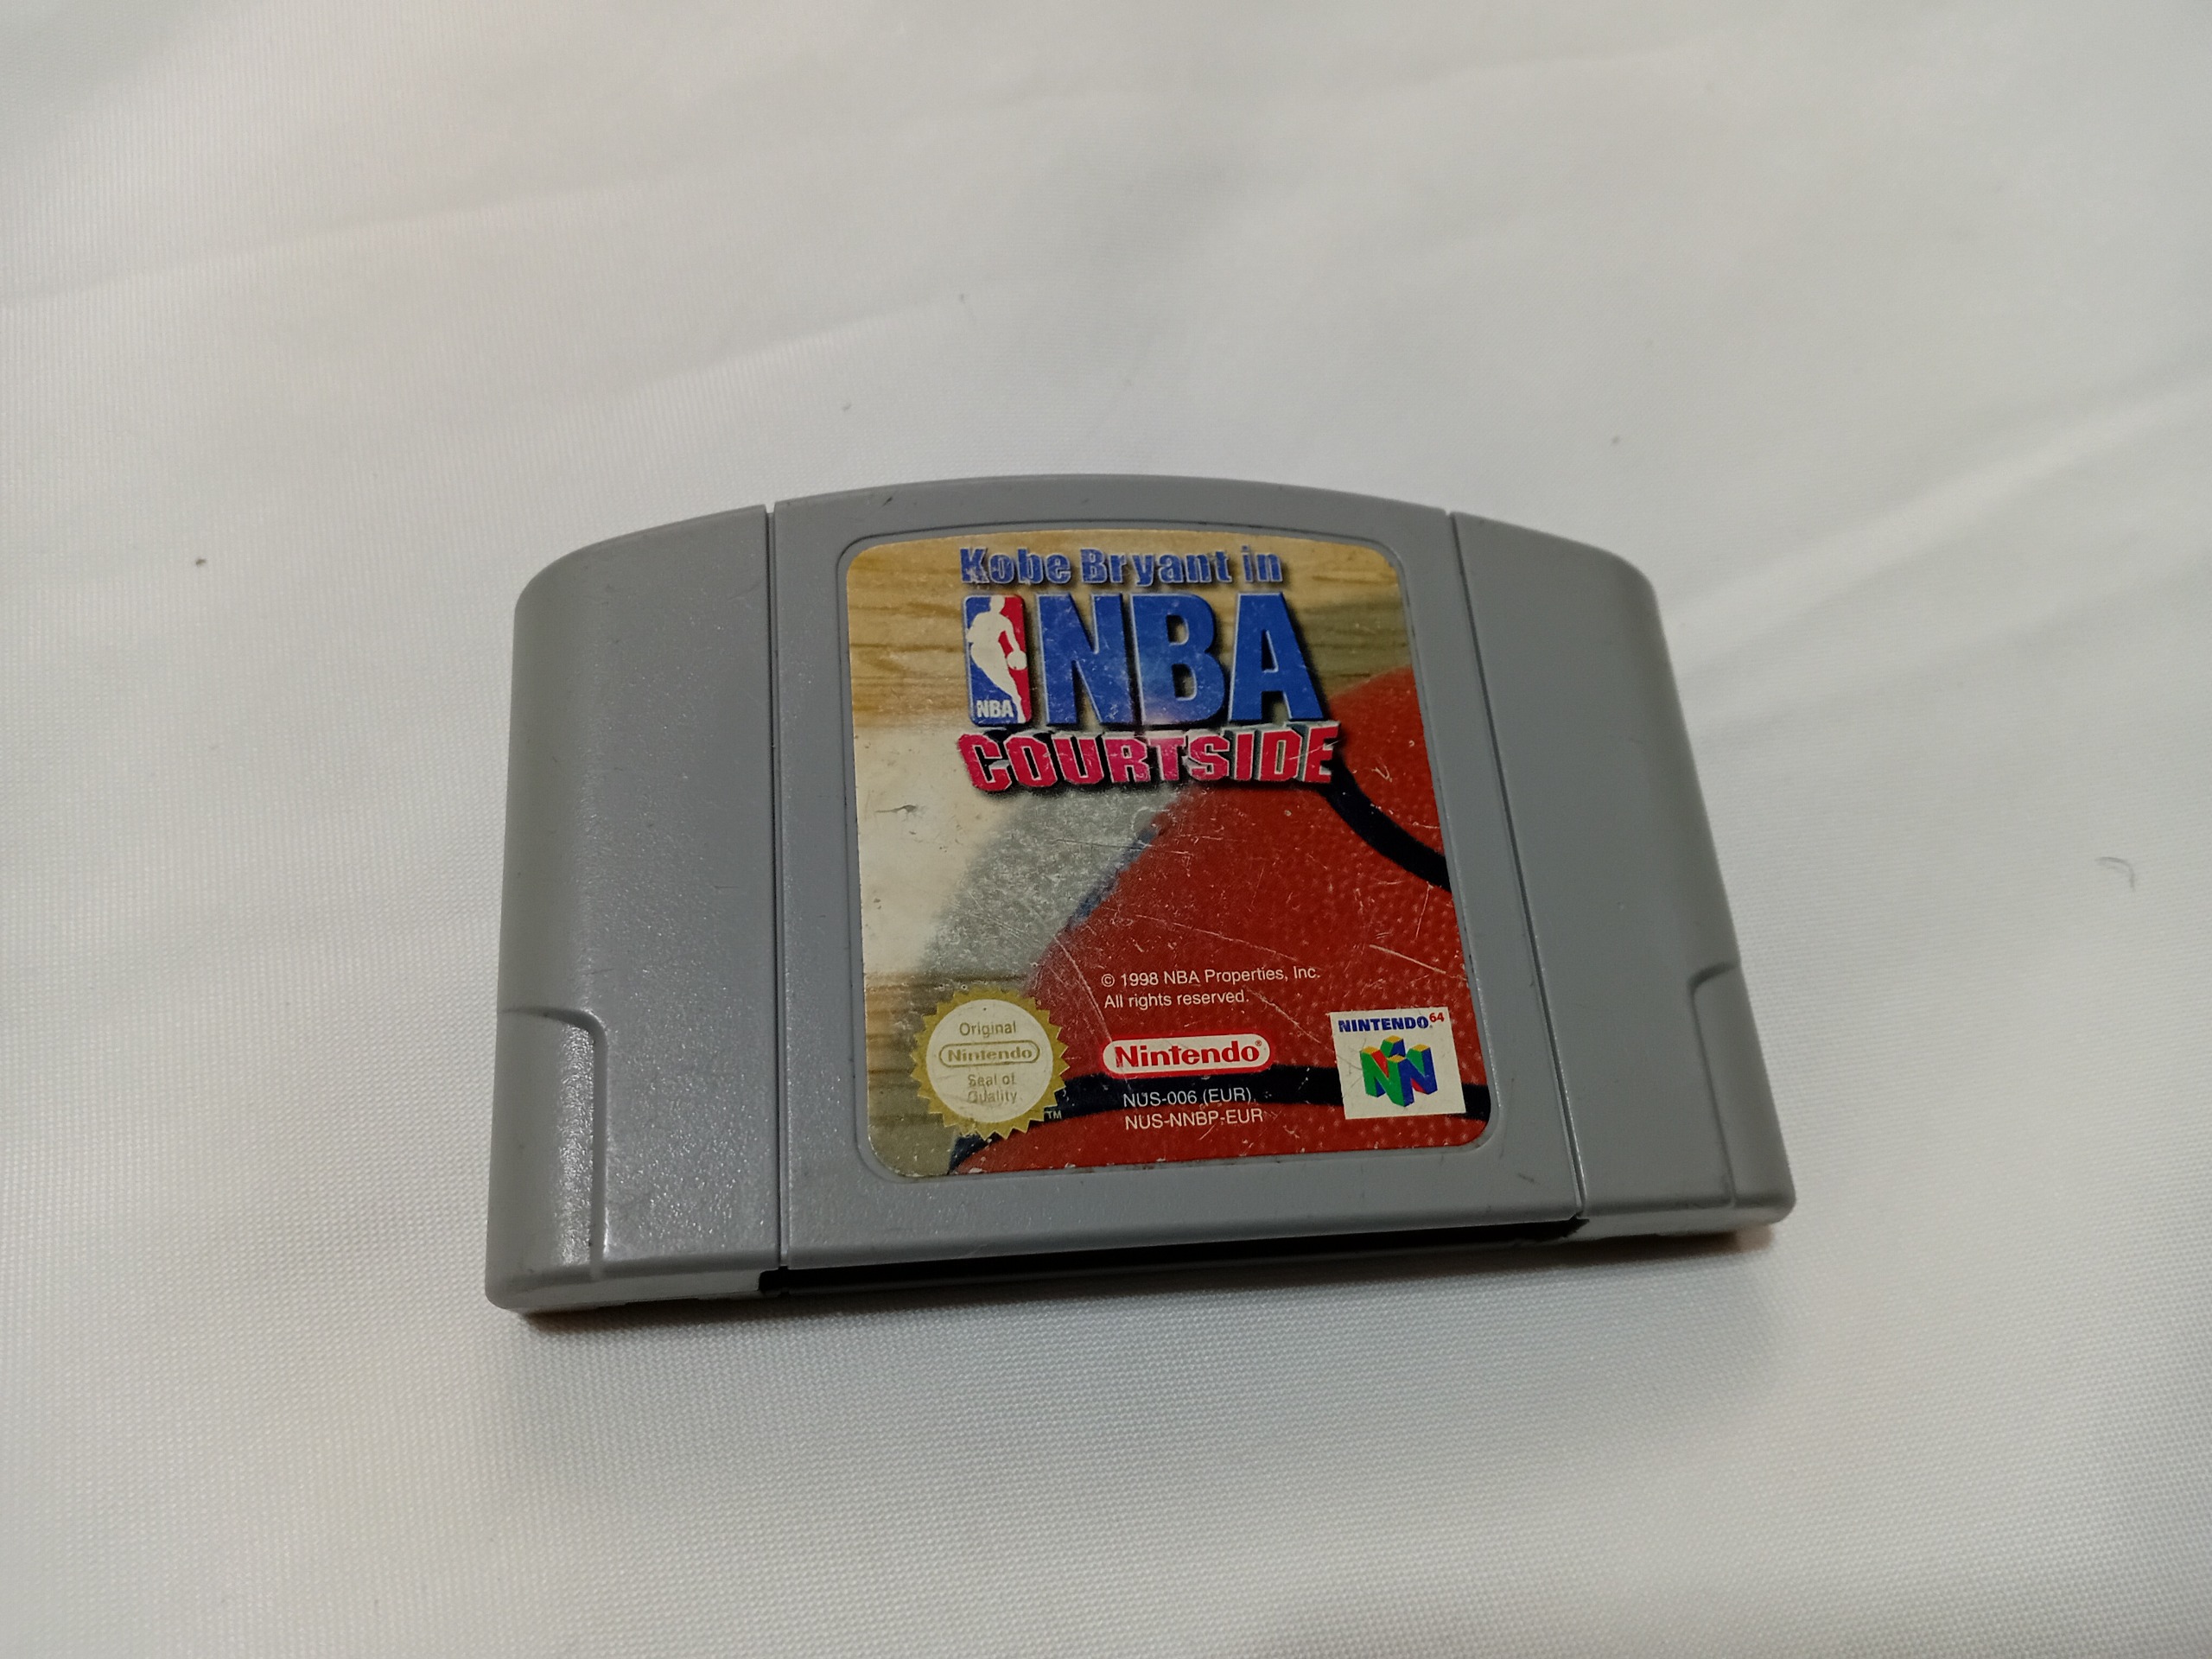 Kobe Bryant in
NBA
NBA
COURTSIDE
© 1998 NBA Properties, Inc.
All rights reserved.
Original
Nintendo
Seal of
Quality
TM
Nintendo®
NUS-006 (EUR)
NUS-NNBP-EUR
NINTENDO64